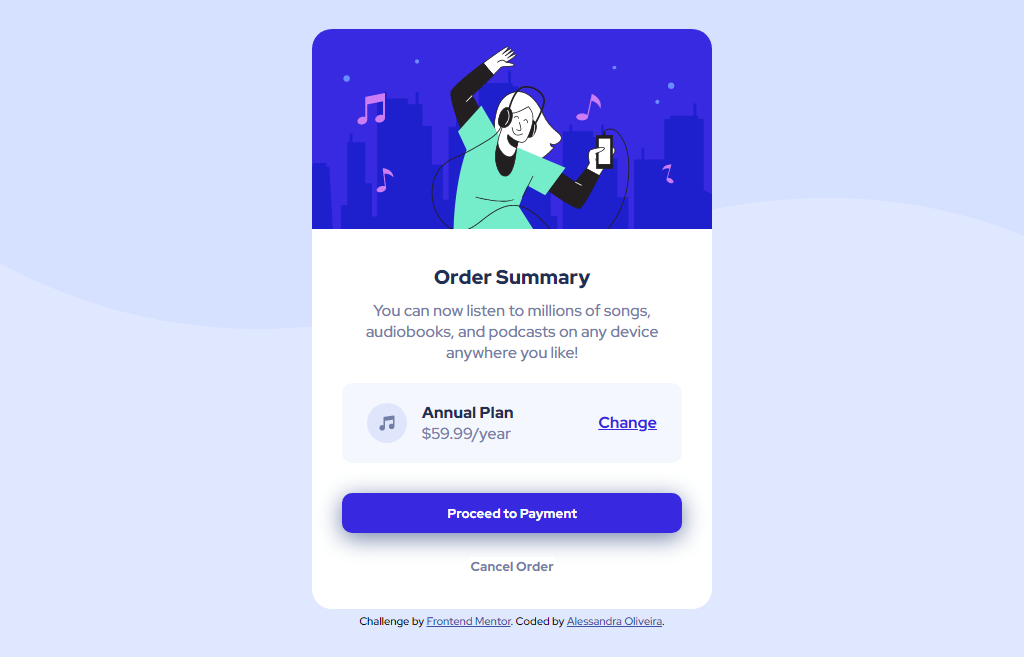 Order Summary
You can now listen to millions of songs,
audiobooks, and podcasts on any device
anywhere you like!
Annual Plan
$59.99/year
Change
Proceed to Payment
Cancel Order
Challenge by Frontend Mentor. Coded by Alessandra Oliveira.